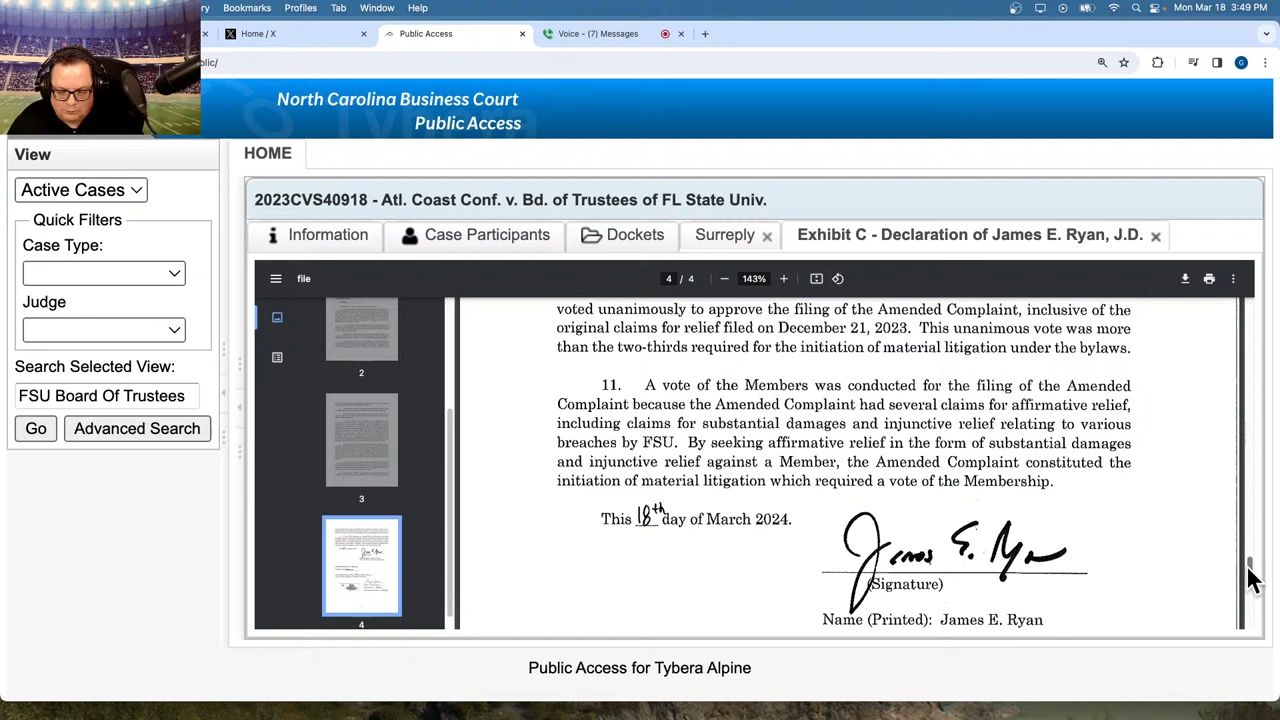 ry Bookmarks Profiles Tab Window Help
Mon Mar 18 3:49 PM
Home / X
Public Access
Voice - (7) Messages
blic/
G
North Carolina Business Court
Public Access
View
Active Cases
Quick Filters
Case Type:
Judge
Search Selected View:
FSU Board Of Trustees
Go Advanced Search
HOME
2023CVS40918 - Atl. Coast Conf. v. Bd. of Trustees of FL State Univ.
Information Case Participants Dockets Surreply Exhibit C - Declaration of James E. Ryan, J.D.
file
4 / 4
143%
2
3
4
voted unanimously to approve the filing of the Amended Complaint, inclusive of the
original claims for relief filed on December 21, 2023. This unanimous vote was more
than the two-thirds required for the initiation of material litigation under the bylaws.
11. A vote of the Members was conducted for the filing of the Amended
Complaint because the Amended Complaint had several claims for affirmative relief,
including claims for substantial damages and injunctive relief relating to various
breaches by FSU. By seeking affirmative relief in the form of substantial damages
and injunctive relief against a Member, the Amended Complaint constituted the
initiation of material litigation which required a vote of the Membership.
This 18th day of March 2024.
James E. Ryan
(Signature)
Name (Printed): James E. Ryan
Public Access for Tybera Alpine